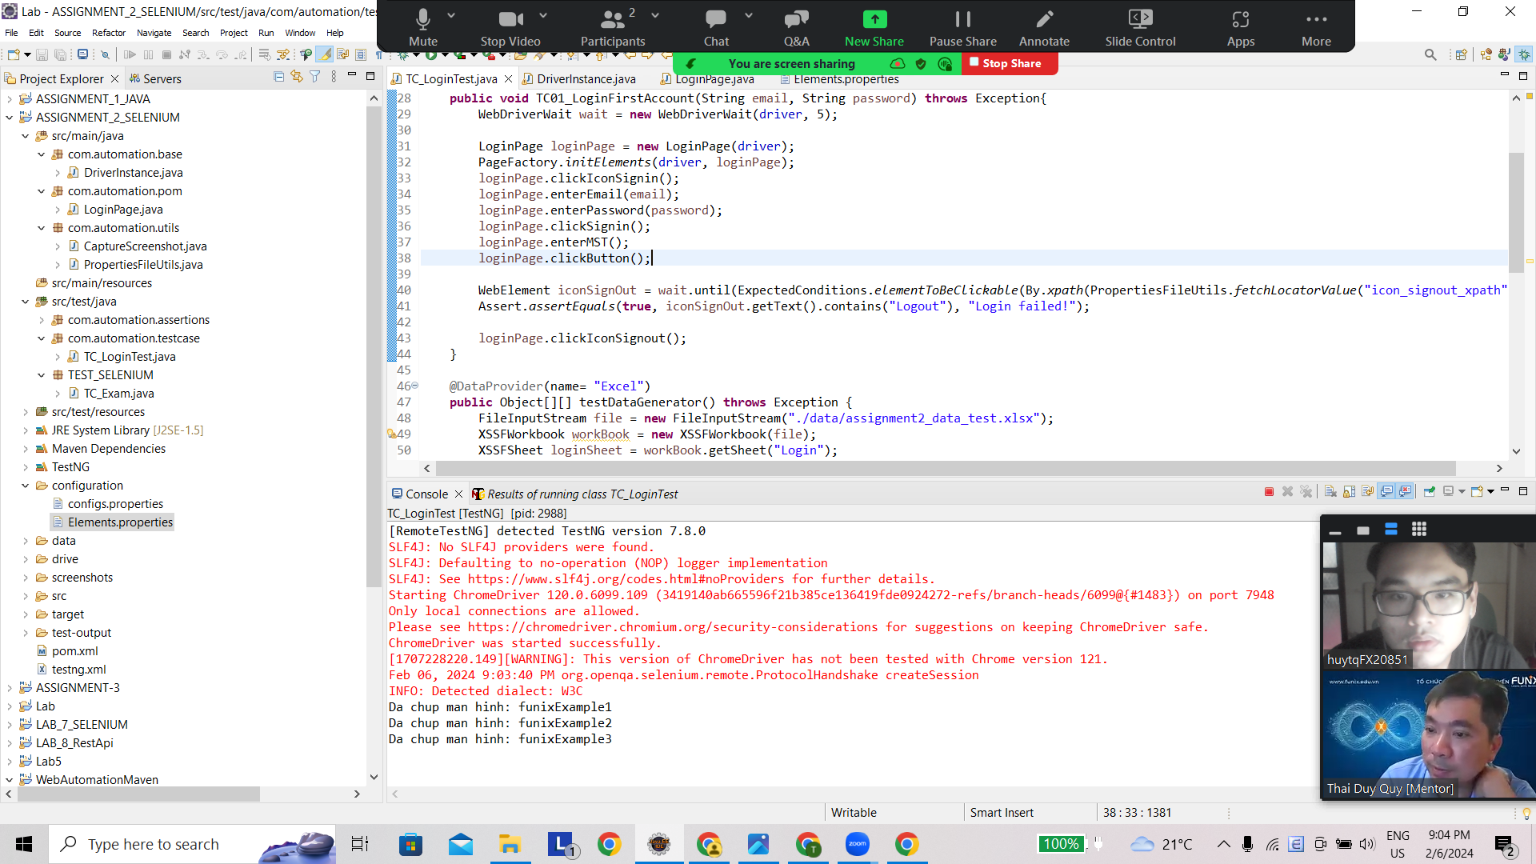 Lab - ASSIGNMENT_2_SELENIUM/src/test/java/com/automation/tes
File Edit Source Refactor Navigate Search Project Run Window Help
Mute
Stop Video
2
Participants
Chat
Q&A
New Share
Pause Share
Annotate
Slide Control
Apps
More
You are screen sharing
Stop Share
Project Explorer
Servers
TC_LoginTest.java
DriverInstance.java
LoginPage.java
Elements.properties
ASSIGNMENT_1_JAVA
ASSIGNMENT_2_SELENIUM
src/main/java
com.automation.base
DriverInstance.java
com.automation.pom
LoginPage.java
com.automation.utils
CaptureScreenshot.java
PropertiesFileUtils.java
src/main/resources
src/test/java
com.automation.assertions
com.automation.testcase
TC_LoginTest.java
TEST_SELENIUM
TC_Exam.java
src/test/resources
JRE System Library [J2SE-1.5]
Maven Dependencies
TestNG
configuration
configs.properties
Elements.properties
data
drive
screenshots
src
target
test-output
pom.xml
testng.xml
ASSIGNMENT-3
Lab
LAB_7_SELENIUM
LAB_8_RestApi
Lab5
WebAutomationMaven
28 public void TC01_LoginFirstAccount(String email, String password) throws Exception{
29 WebDriverWait wait = new WebDriverWait(driver, 5);
30
31 LoginPage loginPage = new LoginPage(driver);
32 PageFactory.initElements(driver, loginPage);
33 loginPage.clickIconSignin();
34 loginPage.enterEmail(email);
35 loginPage.enterPassword(password);
36 loginPage.clickSignin();
37 loginPage.enterMST();
38 loginPage.clickButton();
39
40 WebElement iconSignOut = wait.until(ExpectedConditions.elementToBeClickable(By.xpath(PropertiesFileUtils.fetchLocatorValue("icon_signout_xpath"
41 Assert.assertEquals(true, iconSignOut.getText().contains("Logout"), "Login failed!");
42
43 loginPage.clickIconSignout();
44 }
45
46 @DataProvider(name= "Excel")
47 public Object[][] testDataGenerator() throws Exception {
48 FileInputStream file = new FileInputStream("./data/assignment2_data_test.xlsx");
49 XSSFWorkbook workBook = new XSSFWorkbook(file);
50 XSSFSheet loginSheet = workBook.getSheet("Login");
Console
Results of running class TC_LoginTest
TC_LoginTest [TestNG] [pid: 2988]
[RemoteTestNG] detected TestNG version 7.8.0
SLF4J: No SLF4J providers were found.
SLF4J: Defaulting to no-operation (NOP) logger implementation
SLF4J: See https://www.slf4j.org/codes.html#noProviders for further details.
Starting ChromeDriver 120.0.6099.109 (3419140ab665596f21b385ce136419fde0924272-refs/branch-heads/6099@{#1483}) on port 7948
Only local connections are allowed.
Please see https://chromedriver.chromium.org/security-considerations for suggestions on keeping ChromeDriver safe.
ChromeDriver was started successfully.
[1707228220.149][WARNING]: This version of ChromeDriver has not been tested with Chrome version 121.
Feb 06, 2024 9:03:40 PM org.openqa.selenium.remote.ProtocolHandshake createSession
INFO: Detected dialect: W3C
Da chup man hinh: funixExample1
Da chup man hinh: funixExample2
Da chup man hinh: funixExample3
huytqFX20851
www.funix.edu.vn
Thai Duy Quy [Mentor]
Writable
Smart Insert
38 : 33 : 1381
Type here to search
100%
21°C
ENG
US
9:04 PM
2/6/2024
2